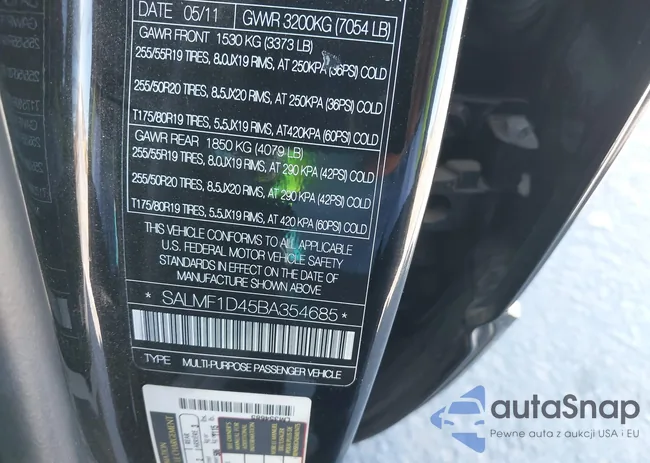 DATE 05/11 GWWR 3200KG (7054 LB)
GAWR FRONT 1530 KG (3373 LB)
255/55R19 TIRES, 8.0JX19 RIMS, AT 250KPA (36PSI) COLD
255/50R20 TIRES, 8.5JX20 RIMS, AT 250KPA (36PSI) COLD
T175/80R19 TIRES, 5.5JX19 RIMS, AT420KPA (60PSI) COLD
GAWR REAR 1850 KG (4079 LB)
255/55R19 TIRES, 8.0JX19 RIMS, AT 290 KPA (42PSI) COLD
255/50R20 TIRES, 8.5JX20 RIMS, AT 290 KPA (42PSI) COLD
T175/80R19 TIRES, 5.5JX19 RIMS, AT 420 KPA (60PSI) COLD
THIS VEHICLE CONFORMS TO ALL APPLICABLE
U.S. FEDERAL MOTOR VEHICLE SAFETY
STANDARDS IN EFFECT ON THE DATE OF
MANUFACTURE SHOWN ABOVE
* SALMF1D45BA354685 *
TYPE MULTI-PURPOSE PASSENGER VEHICLE
autaSnap
Pewne auta z aukcji USA i EU